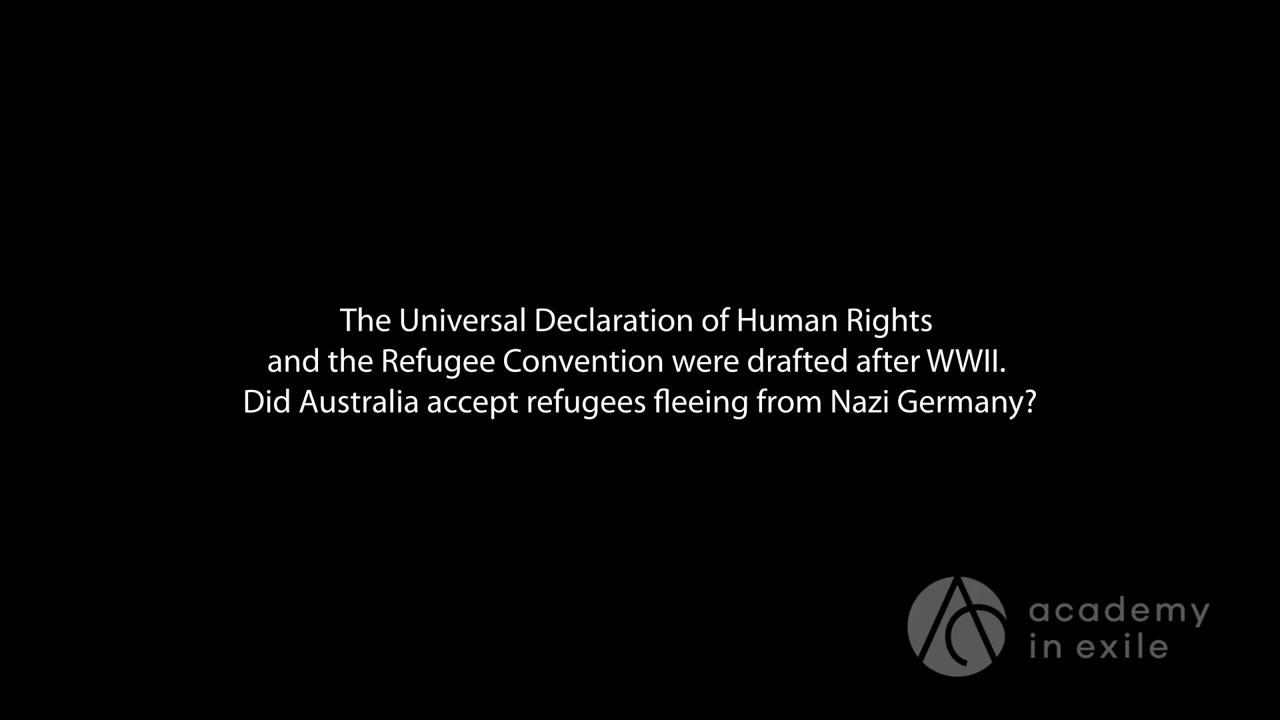 The Universal Declaration of Human Rights
and the Refugee Convention were drafted after WWII.
Did Australia accept refugees fleeing from Nazi Germany?
academy
in exile